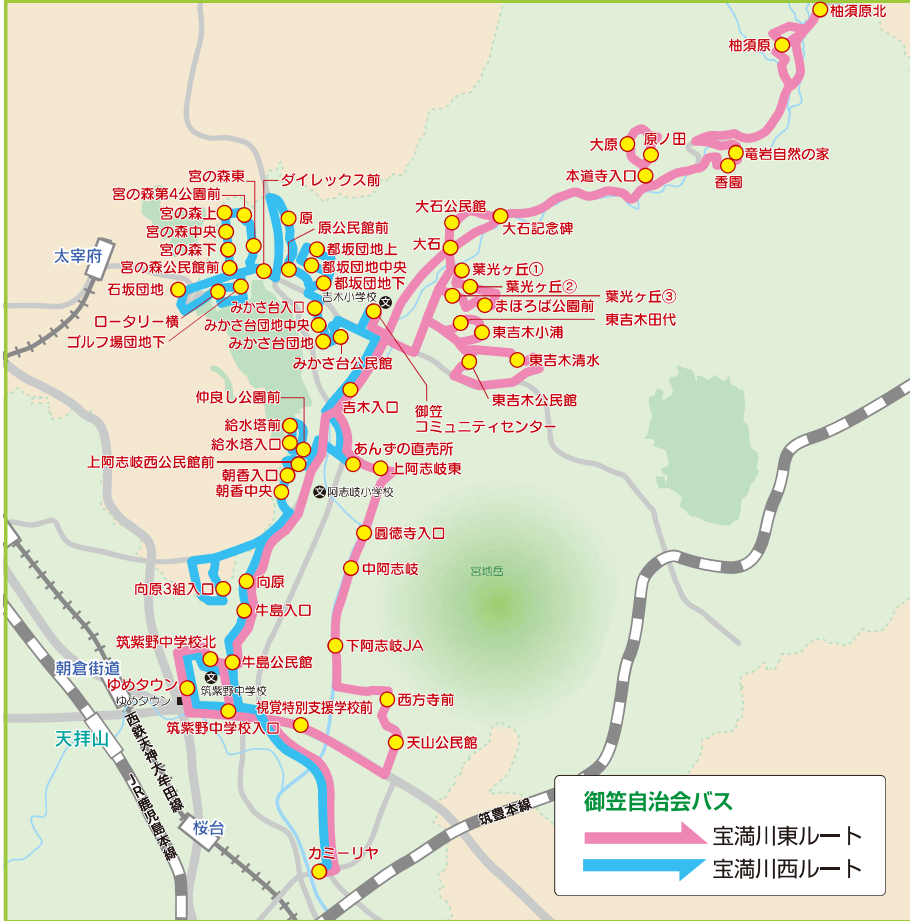 柚須原北
柚須原
原ノ田
大原
本道寺入口
竜岩自然の家
香園
大石公民館
大石記念碑
大石
宮の森東
ダイレックス前
宮の森第4公園前
宮の森上
原
原公民館前
宮の森中央
太宰府
宮の森下
都坂団地上
宮の森公民館前
都坂団地中央
石坂団地
都坂団地下
吉木小学校
文
葉光ヶ丘①
葉光ヶ丘②
葉光ヶ丘③
まほろば公園前
ロータリー横
みかさ台入口
東吉木田代
ゴルフ場団地下
みかさ台団地中央
東吉木小浦
みかさ台団地
みかさ台公民館
東吉木清水
東吉木公民館
仲良し公園前
吉木入口
御笠
コミュニティセンター
給水塔前
給水塔入口
あんずの直売所
上阿志岐西公民館前
上阿志岐東
朝香入口
朝香中央
文
阿志岐小学校
圓徳寺入口
中阿志岐
宮地岳
向原3組入口
向原
牛島入口
筑紫野中学校北
下阿志岐JA
牛島公民館
朝倉街道
文
筑紫野中学校
ゆめタウン
ゆめタウン
西方寺前
視覚特別支援学校前
筑紫野中学校入口
天拝山
天山公民館
西鉄天神大牟田線
JR鹿児島本線
桜台
筑豊本線
カミーリヤ
御笠自治会バス
宝満川東ルート
宝満川西ルート